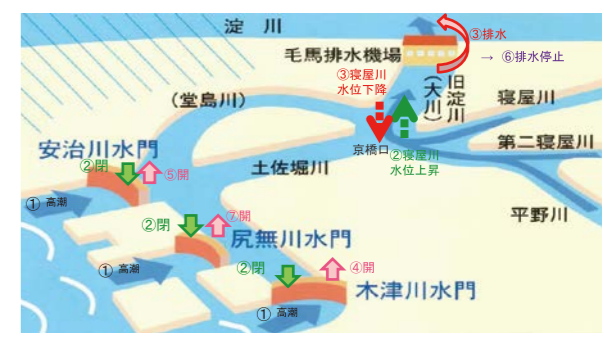 淀 川
③排水
毛馬排水機場
→ ⑥排水停止
③寝屋川
水位下降
旧淀川
(大川)
(堂島川)
寝屋川
第二寝屋川
京橋口
②寝屋川
水位上昇
安治川水門
②閉
⑤開
土佐堀川
平野川
①高潮
②閉
⑦開
尻無川水門
①高潮
②閉
④開
木津川水門
①高潮